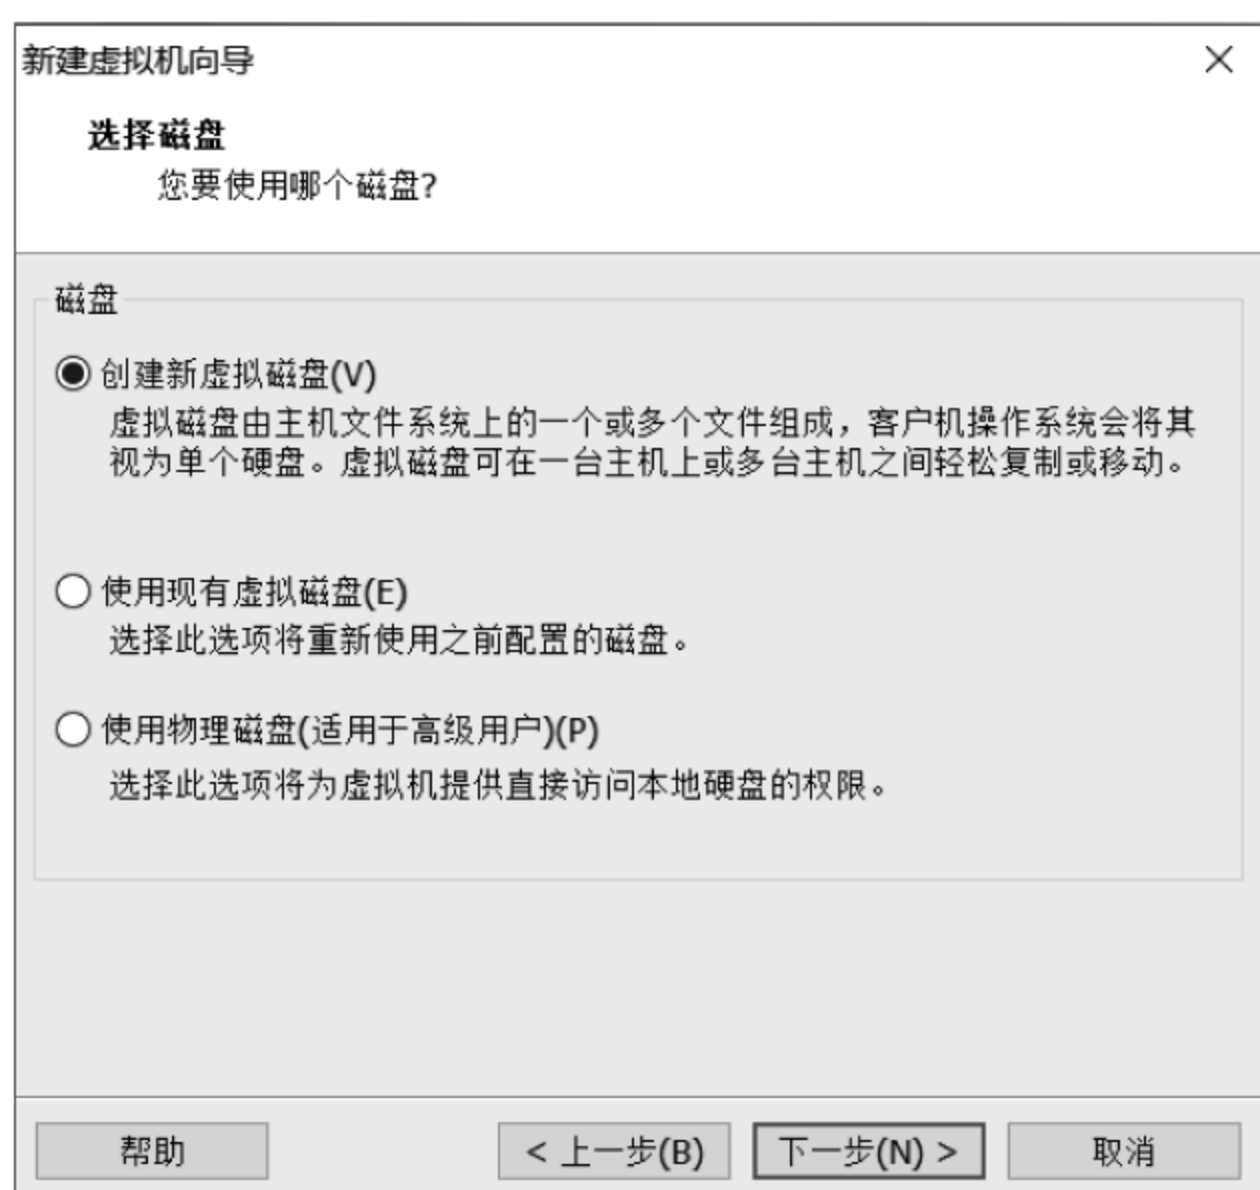 新建虚拟机向导
选择磁盘
您要使用哪个磁盘?
磁盘
创建新虚拟磁盘(V)
虚拟磁盘由主机文件系统上的一个或多个文件组成，客户机操作系统会将其
视为单个硬盘。虚拟磁盘可在一台主机上或多台主机之间轻松复制或移动。
使用现有虚拟磁盘(E)
选择此选项将重新使用之前配置的磁盘。
使用物理磁盘(适用于高级用户)(P)
选择此选项将为虚拟机提供直接访问本地硬盘的权限。
帮助 < 上一步(B) 下一步(N) > 取消